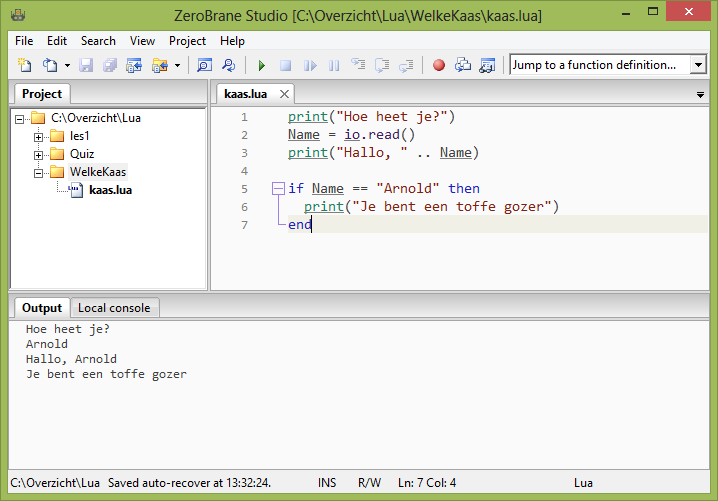 ZeroBrane Studio [C:\Overzicht\Lua\WelkeKaas\kaas.lua]
File Edit Search View Project Help
Jump to a function definition...
Project
C:\Overzicht\Lua
les1
Quiz
WelkeKaas
kaas.lua
kaas.lua
1 print("Hoe heet je?")
2 Name = io.read()
3 print("Hallo, " .. Name)
4
5 if Name == "Arnold" then
6 print("Je bent een toffe gozer")
7 end
Output Local console
Hoe heet je?
Arnold
Hallo, Arnold
Je bent een toffe gozer
C:\Overzicht\Lua Saved auto-recover at 13:32:24. INS R/W Ln: 7 Col: 4 Lua